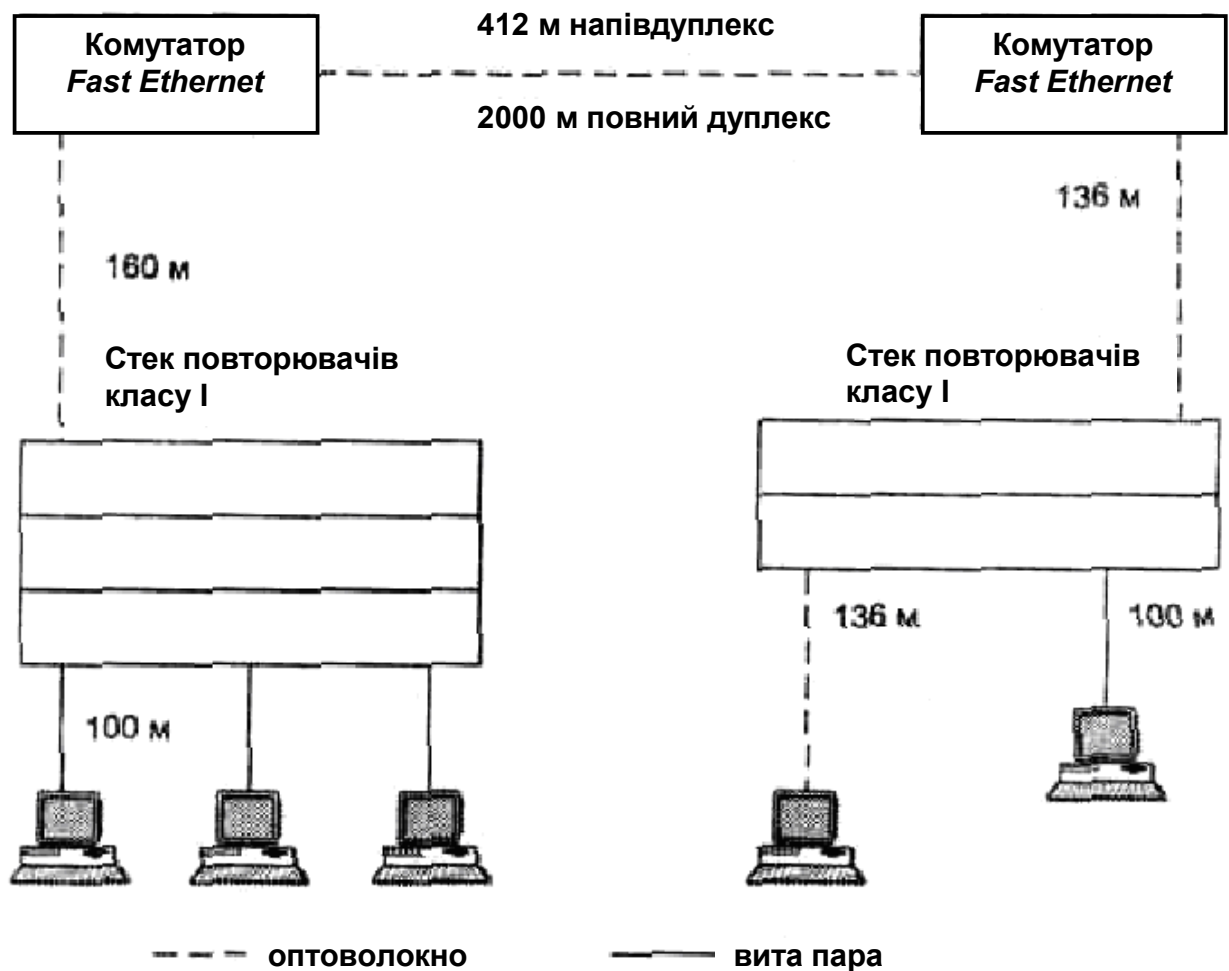 412 м напівдуплекс
Комутатор
Fast Ethernet
Комутатор
Fast Ethernet
2000 м повний дуплекс
136 м
160 м
Стек повторювачів
класу I
Стек повторювачів
класу I
136 м
100 м
100 м
оптоволокно
вита пара